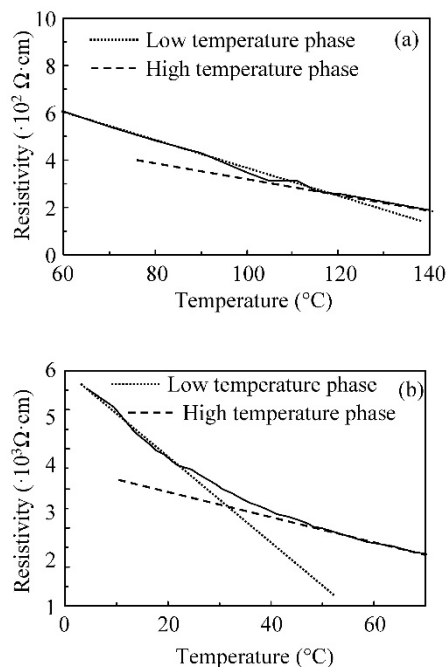 10
(a)
Low temperature phase
High temperature phase
8
6
4
2
0
Resistivity (·10² Ω·cm)
60 80 100 120 140
Temperature (°C)
6
(b)
Low temperature phase
High temperature phase
5
4
3
2
1
Resistivity (·10³Ω·cm)
0 20 40 60
Temperature (°C)